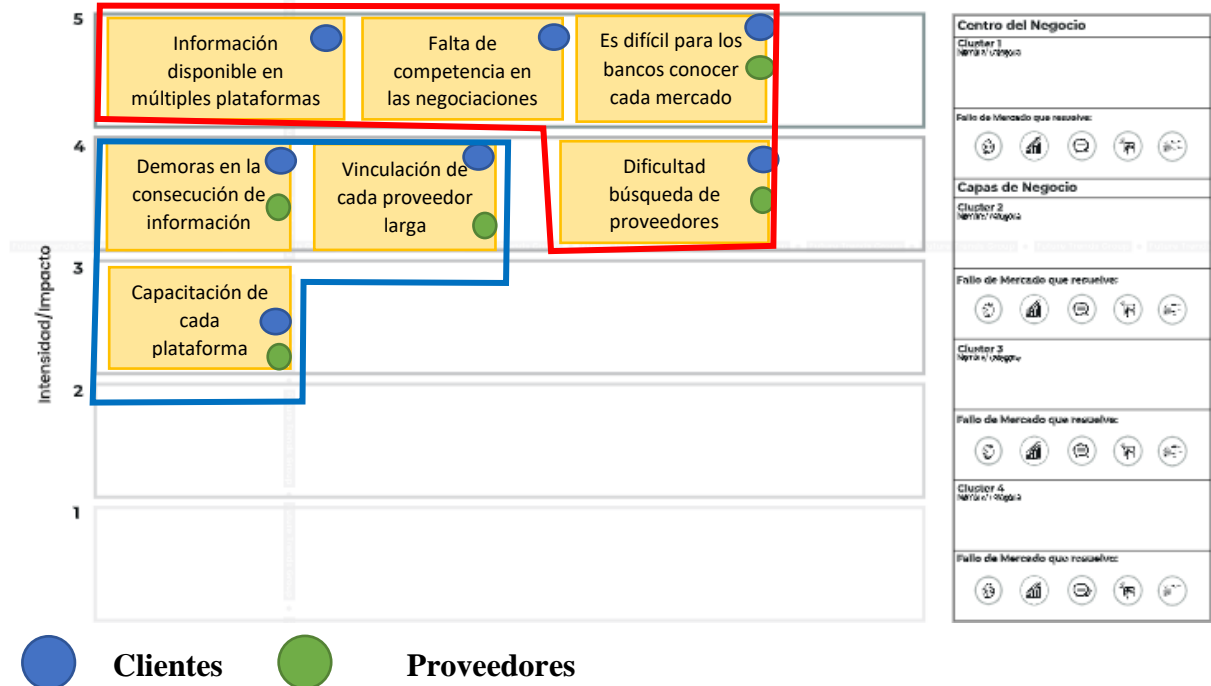 5
Información
disponible en
múltiples plataformas
Falta de
competencia en
las negociaciones
Es difícil para los
bancos conocer
cada mercado
4
Demoras en la
consecución de
información
Vinculación de
cada proveedor
larga
Dificultad
búsqueda de
proveedores
3
Capacitación de
cada
plataforma
2
1
Intensidad/Impacto
Centro del Negocio
Cluster 1
Fallo de Mercado que resuelve:
Capas de Negocio
Cluster 2
Fallo de Mercado que resuelve:
Cluster 3
Fallo de Mercado que resuelve:
Cluster 4
Fallo de Mercado que resuelve:
Clientes
Proveedores